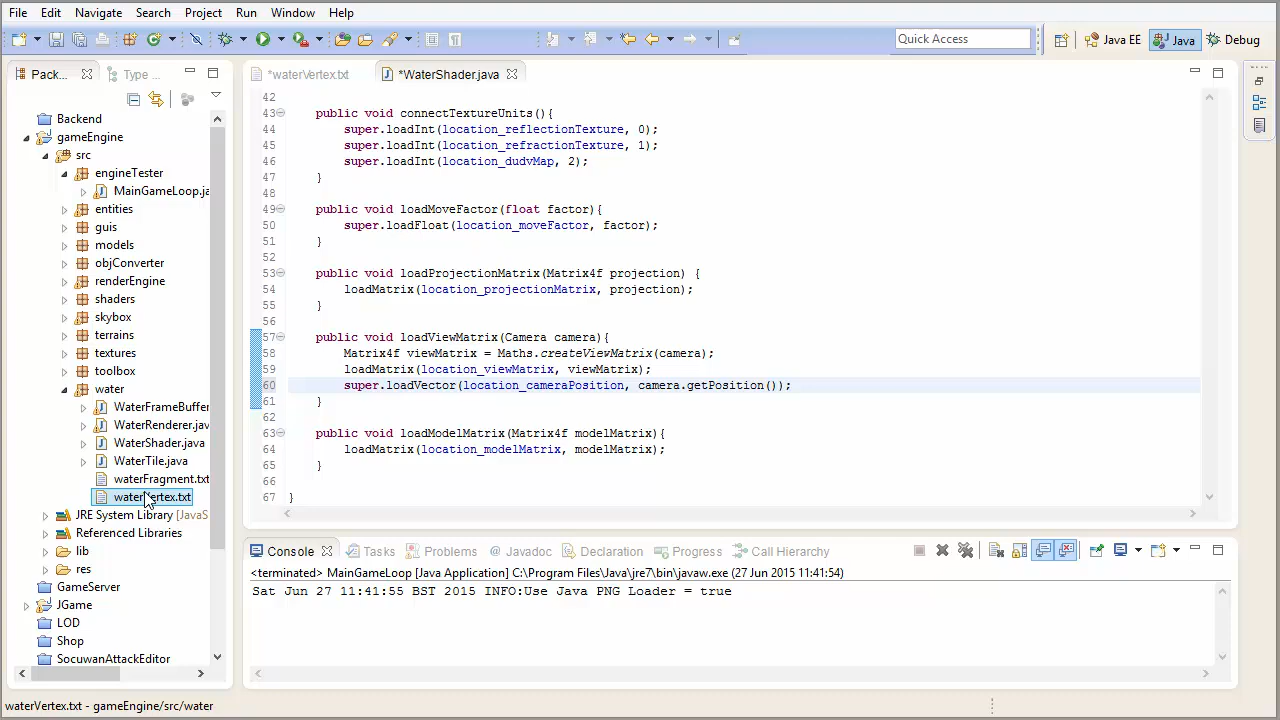 File Edit Navigate Search Project Run Window Help
Quick Access
Java EE
Java
Debug
Pack...
Type ...
*waterVertex.txt
*WaterShader.java
Backend
gameEngine
src
engineTester
MainGameLoop.ja
entities
guis
models
objConverter
renderEngine
shaders
skybox
terrains
textures
toolbox
water
WaterFrameBuffer
WaterRenderer.jav
WaterShader.java
WaterTile.java
waterFragment.txt
waterVertex.txt
JRE System Library [JavaS
Referenced Libraries
lib
res
GameServer
JGame
LOD
Shop
SocuwanAttackEditor
42
43 public void connectTextureUnits(){
44 super.loadInt(location_reflectionTexture, 0);
45 super.loadInt(location_refractionTexture, 1);
46 super.loadInt(location_dudvMap, 2);
47 }
48
49 public void loadMoveFactor(float factor){
50 super.loadFloat(location_moveFactor, factor);
51 }
52
53 public void loadProjectionMatrix(Matrix4f projection) {
54 loadMatrix(location_projectionMatrix, projection);
55 }
56
57 public void loadViewMatrix(Camera camera){
58 Matrix4f viewMatrix = Maths.createViewMatrix(camera);
59 loadMatrix(location_viewMatrix, viewMatrix);
60 super.loadVector(location_cameraPosition, camera.getPosition());
61 }
62
63 public void loadModelMatrix(Matrix4f modelMatrix){
64 loadMatrix(location_modelMatrix, modelMatrix);
65 }
66
67 }
Console Tasks Problems @ Javadoc Declaration Progress Call Hierarchy
<terminated> MainGameLoop [Java Application] C:\Program Files\Java\jre7\bin\javaw.exe (27 Jun 2015 11:41:54)
Sat Jun 27 11:41:55 BST 2015 INFO:Use Java PNG Loader = true
waterVertex.txt - gameEngine/src/water